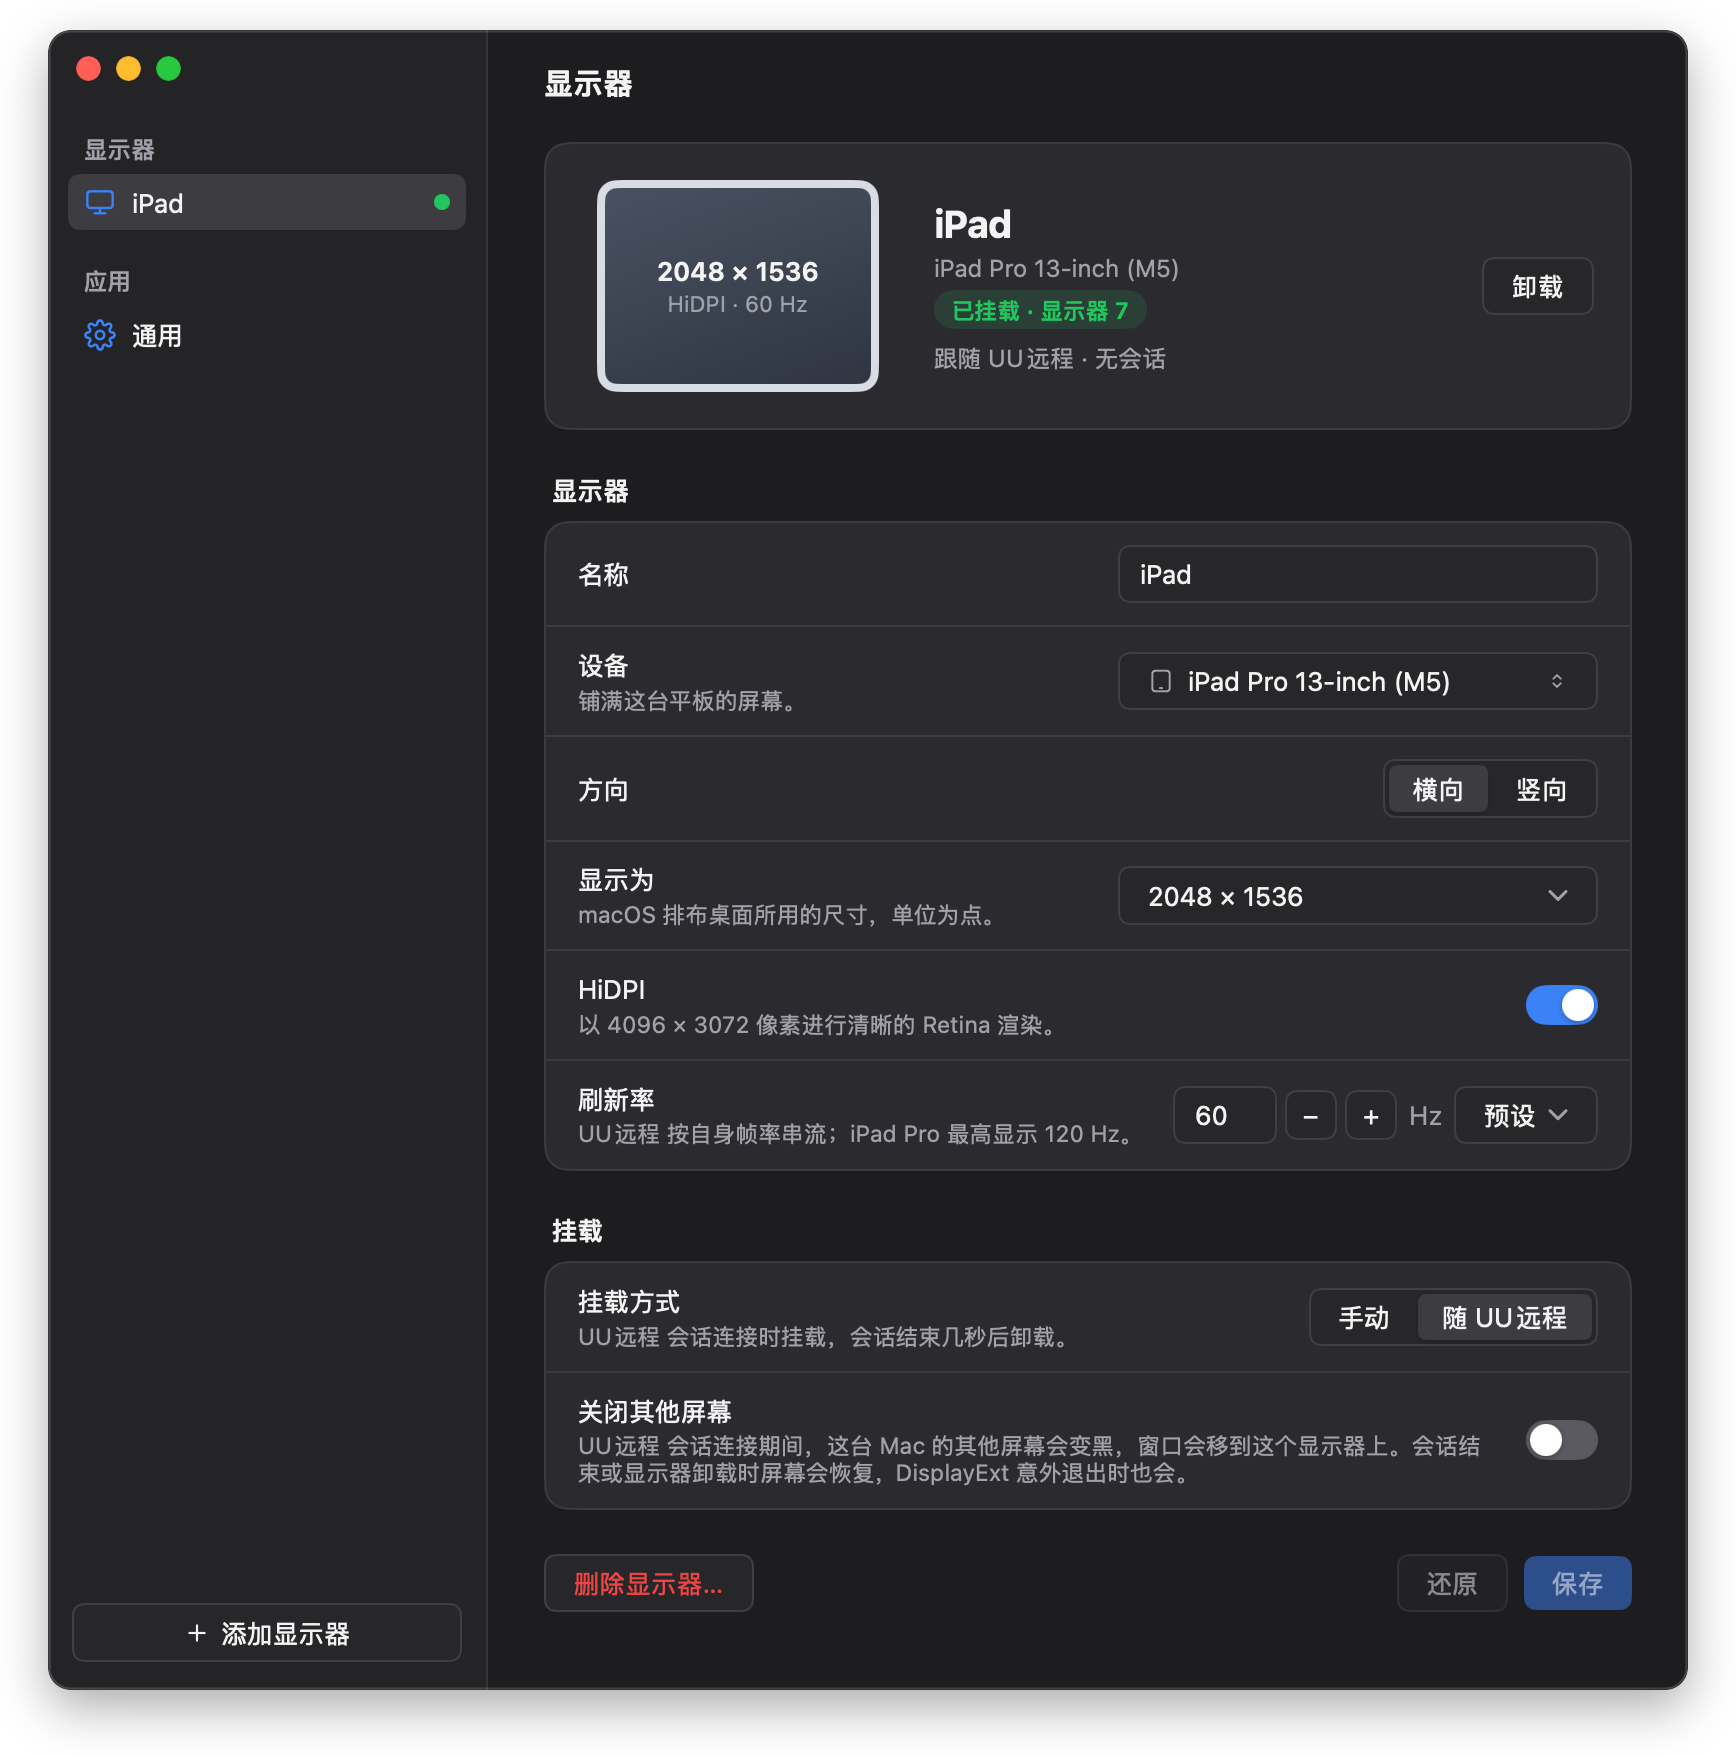 显示器
iPad
应用
通用
添加显示器
显示器
2048 × 1536
HiDPI · 60 Hz
iPad
iPad Pro 13-inch (M5)
已挂载 · 显示器 7
跟随 UU远程 · 无会话
卸载
显示器
名称
iPad
设备
铺满这台平板的屏幕。
iPad Pro 13-inch (M5)
方向
横向
竖向
显示为
macOS 排布桌面所用的尺寸，单位为点。
2048 × 1536
HiDPI
以 4096 × 3072 像素进行清晰的 Retina 渲染。
刷新率
UU远程 按自身帧率串流；iPad Pro 最高显示 120 Hz。
60
−
+
Hz
预设
挂载
挂载方式
UU远程 会话连接时挂载，会话结束几秒后卸载。
手动
随 UU远程
关闭其他屏幕
UU远程 会话连接期间，这台 Mac 的其他屏幕会变黑，窗口会移到这个显示器上。会话结
束或显示器卸载时屏幕会恢复，DisplayExt 意外退出时也会。
删除显示器...
还原
保存